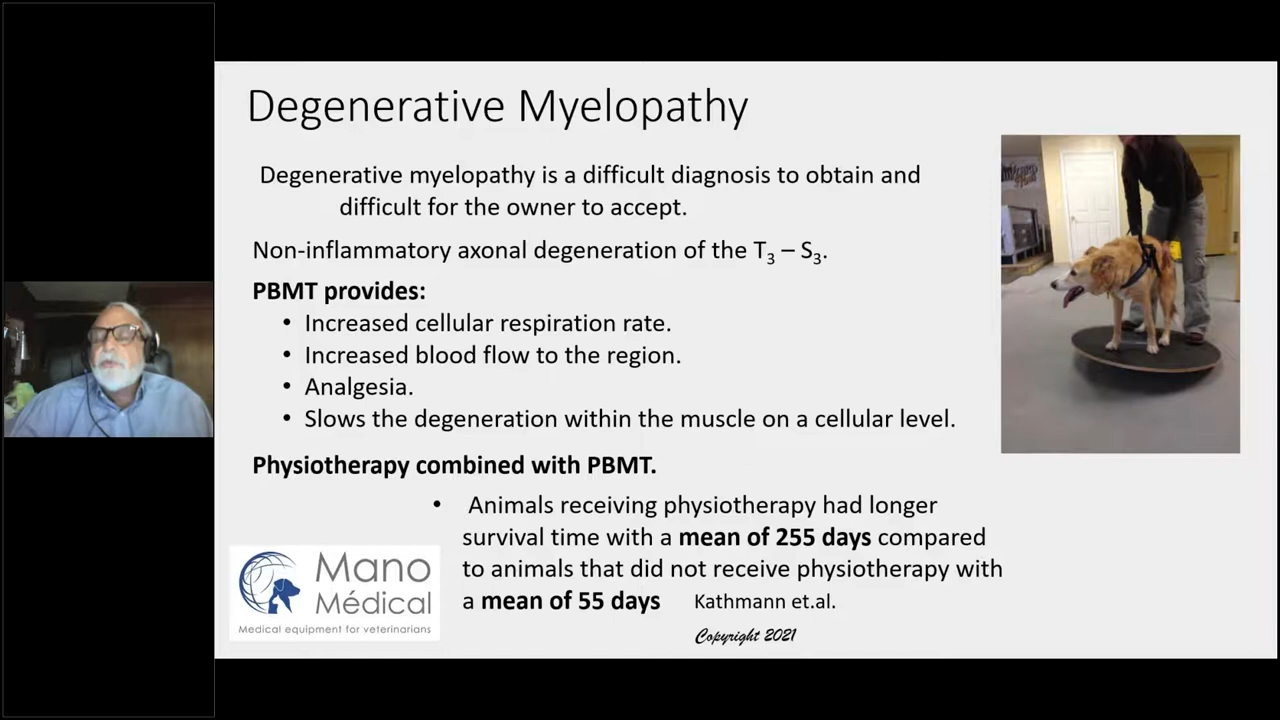 Degenerative Myelopathy
Degenerative myelopathy is a difficult diagnosis to obtain and
difficult for the owner to accept.
Non-inflammatory axonal degeneration of the T₃ – S₃.
PBMT provides:
• Increased cellular respiration rate.
• Increased blood flow to the region.
• Analgesia.
• Slows the degeneration within the muscle on a cellular level.
Physiotherapy combined with PBMT.
• Animals receiving physiotherapy had longer
survival time with a mean of 255 days compared
to animals that did not receive physiotherapy with
a mean of 55 days Kathmann et.al.
Copyright 2021
Mano
Médical
Medical equipment for veterinarians